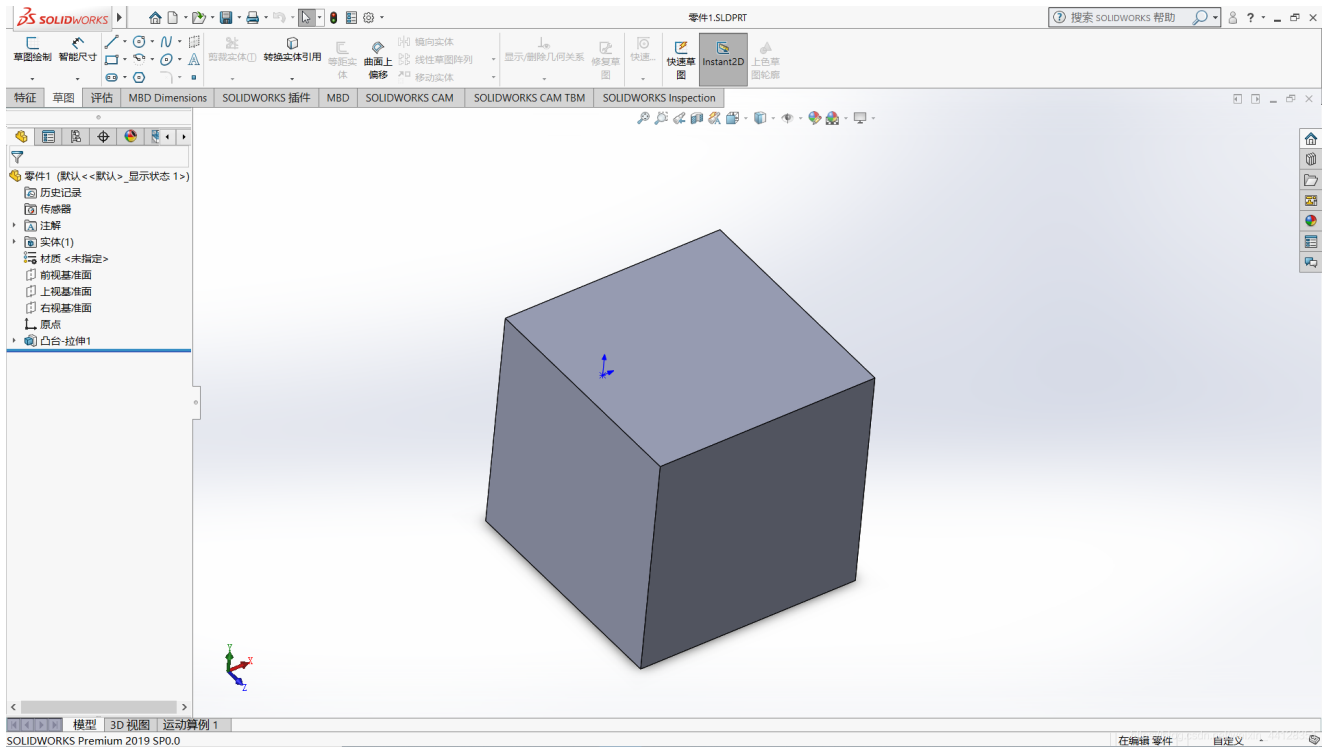 SOLIDWORKS
零件1.SLDPRT
搜索 SOLIDWORKS 帮助
草图绘制 智能尺寸
剪裁实体(I) 转换实体引用
等距实体
曲面上偏移
镜向实体
线性草图阵列
移动实体
显示/删除几何关系
修复草图
快速...
快速草图
Instant2D
上色草图轮廓
特征 草图 评估 MBD Dimensions SOLIDWORKS 插件 MBD SOLIDWORKS CAM SOLIDWORKS CAM TBM SOLIDWORKS Inspection
零件1 (默认<<默认>_显示状态 1>)
历史记录
传感器
注解
实体(1)
材质 <未指定>
前视基准面
上视基准面
右视基准面
原点
凸台-拉伸1
Y
X
Z
模型 3D 视图 运动算例 1
SOLIDWORKS Premium 2019 SP0.0
在编辑 零件
自定义